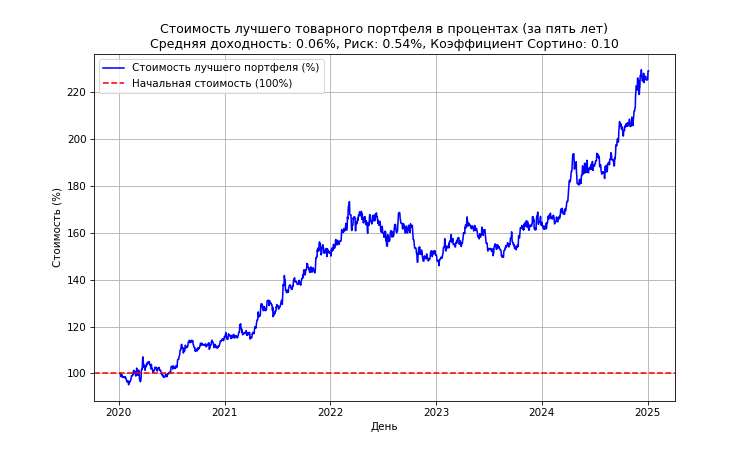 Стоимость лучшего товарного портфеля в процентах (за пять лет)
Средняя доходность: 0.06%, Риск: 0.54%, Коэффициент Сортино: 0.10
Стоимость лучшего портфеля (%)
Начальная стоимость (100%)
Стоимость (%)
220
200
180
160
140
120
100
2020 2021 2022 2023 2024 2025
День